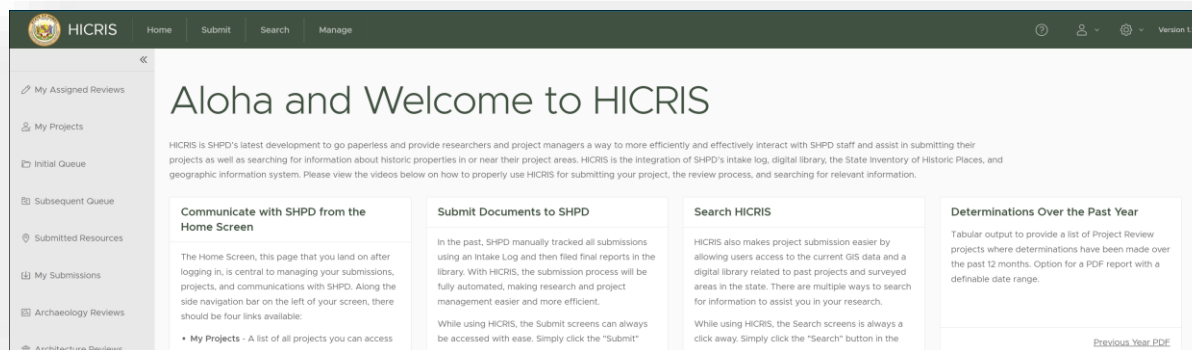 HICRIS Home Submit Search Manage Version 1.
«
My Assigned Reviews
My Projects
Initial Queue
Subsequent Queue
Submitted Resources
My Submissions
Archaeology Reviews
Architecture Reviews
Aloha and Welcome to HICRIS
HICRIS is SHPD's latest development to go paperless and provide researchers and project managers a way to more efficiently and effectively interact with SHPD staff and assist in submitting their
projects as well as searching for information about historic properties in or near their project areas. HICRIS is the integration of SHPD's intake log, digital library, the State Inventory of Historic Places, and
geographic information system. Please view the videos below on how to properly use HICRIS for submitting your project, the review process, and searching for relevant information.
Communicate with SHPD from the
Home Screen
The Home Screen, this page that you land on after
logging in, is central to managing your submissions,
projects, and communications with SHPD. Along the
side navigation bar on the left of your screen, there
should be four links available:
• My Projects - A list of all projects you can access
Submit Documents to SHPD
In the past, SHPD manually tracked all submissions
using an Intake Log and then filed final reports in the
library. With HICRIS, the submission process will be
fully automated, making research and project
management easier and more efficient.
While using HICRIS, the Submit screens can always
be accessed with ease. Simply click the "Submit"
Search HICRIS
HICRIS also makes project submission easier by
allowing users access to the current GIS data and a
digital library related to past projects and surveyed
areas in the state. There are multiple ways to search
for information to assist you in your research.
While using HICRIS, the Search screens is always a
click away. Simply click the "Search" button in the
Determinations Over the Past Year
Tabular output to provide a list of Project Review
projects where determinations have been made over
the past 12 months. Option for a PDF report with a
definable date range.
Previous Year PDF